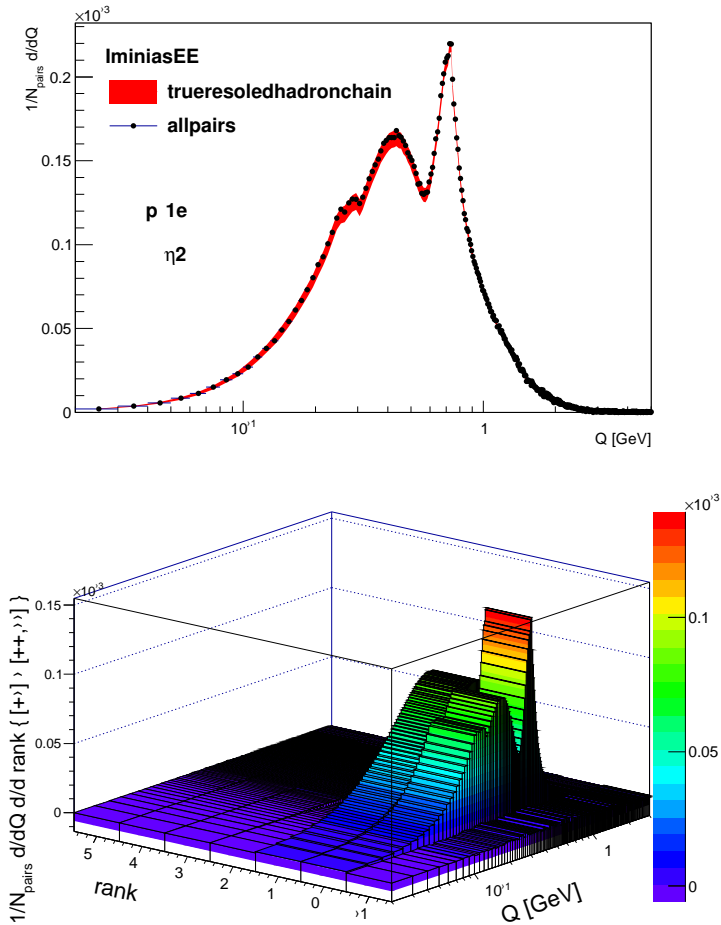 ×10›³
1/N_pairs d/dQ
0.2
0.15
0.1
0.05
0
lminiasEE
trueresoledhadronchain
allpairs
p 1e
η2
10›¹
1
Q [GeV]
×10›³
0.15
0.1
0.05
0
1/N_pairs d/dQ d/d rank { [+›] › [++,››] }
5
4
3
2
1
0
›1
rank
10›¹
1
Q [GeV]
×10›³
0.1
0.05
0